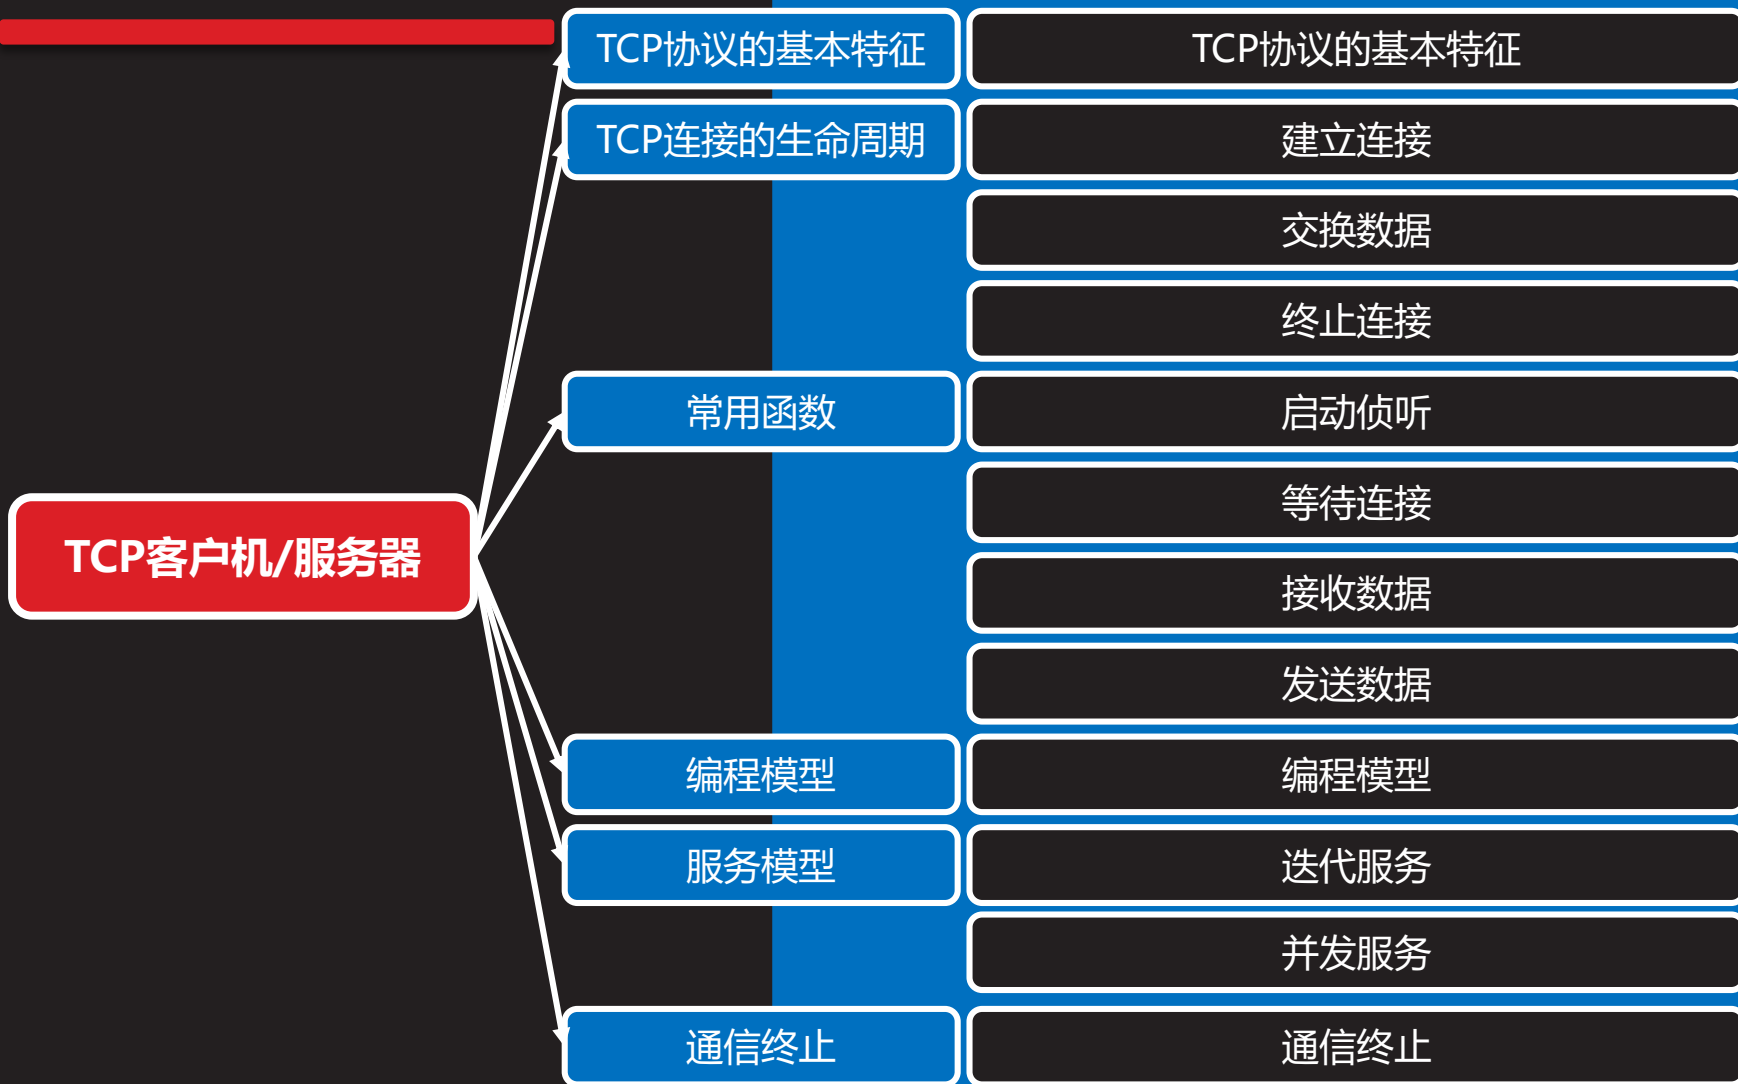 TCP协议的基本特征
TCP协议的基本特征
TCP连接的生命周期
建立连接
交换数据
终止连接
常用函数
启动侦听
等待连接
TCP客户机/服务器
接收数据
发送数据
编程模型
编程模型
服务模型
迭代服务
并发服务
通信终止
通信终止